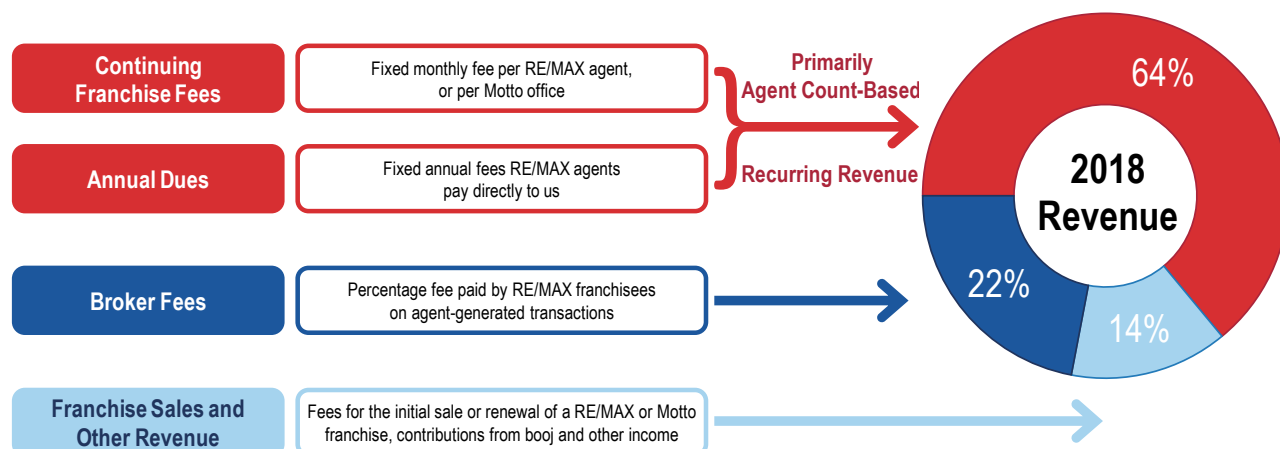 Continuing
Franchise Fees
Fixed monthly fee per RE/MAX agent,
or per Motto office
Primarily
Agent Count-Based
64%
Annual Dues
Fixed annual fees RE/MAX agents
pay directly to us
Recurring Revenue
2018
Revenue
Broker Fees
Percentage fee paid by RE/MAX franchisees
on agent-generated transactions
22%
14%
Franchise Sales and
Other Revenue
Fees for the initial sale or renewal of a RE/MAX or Motto
franchise, contributions from booj and other income